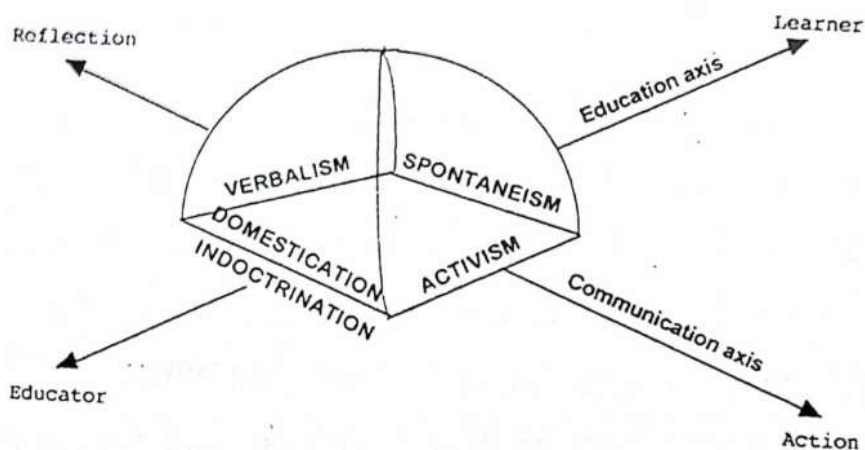 Learner
Reflection
Education axis
VERBALISM
SPONTANEISM
DOMESTICATION
INDOCTRINATION
ACTIVISM
Communication axis
Educator
Action